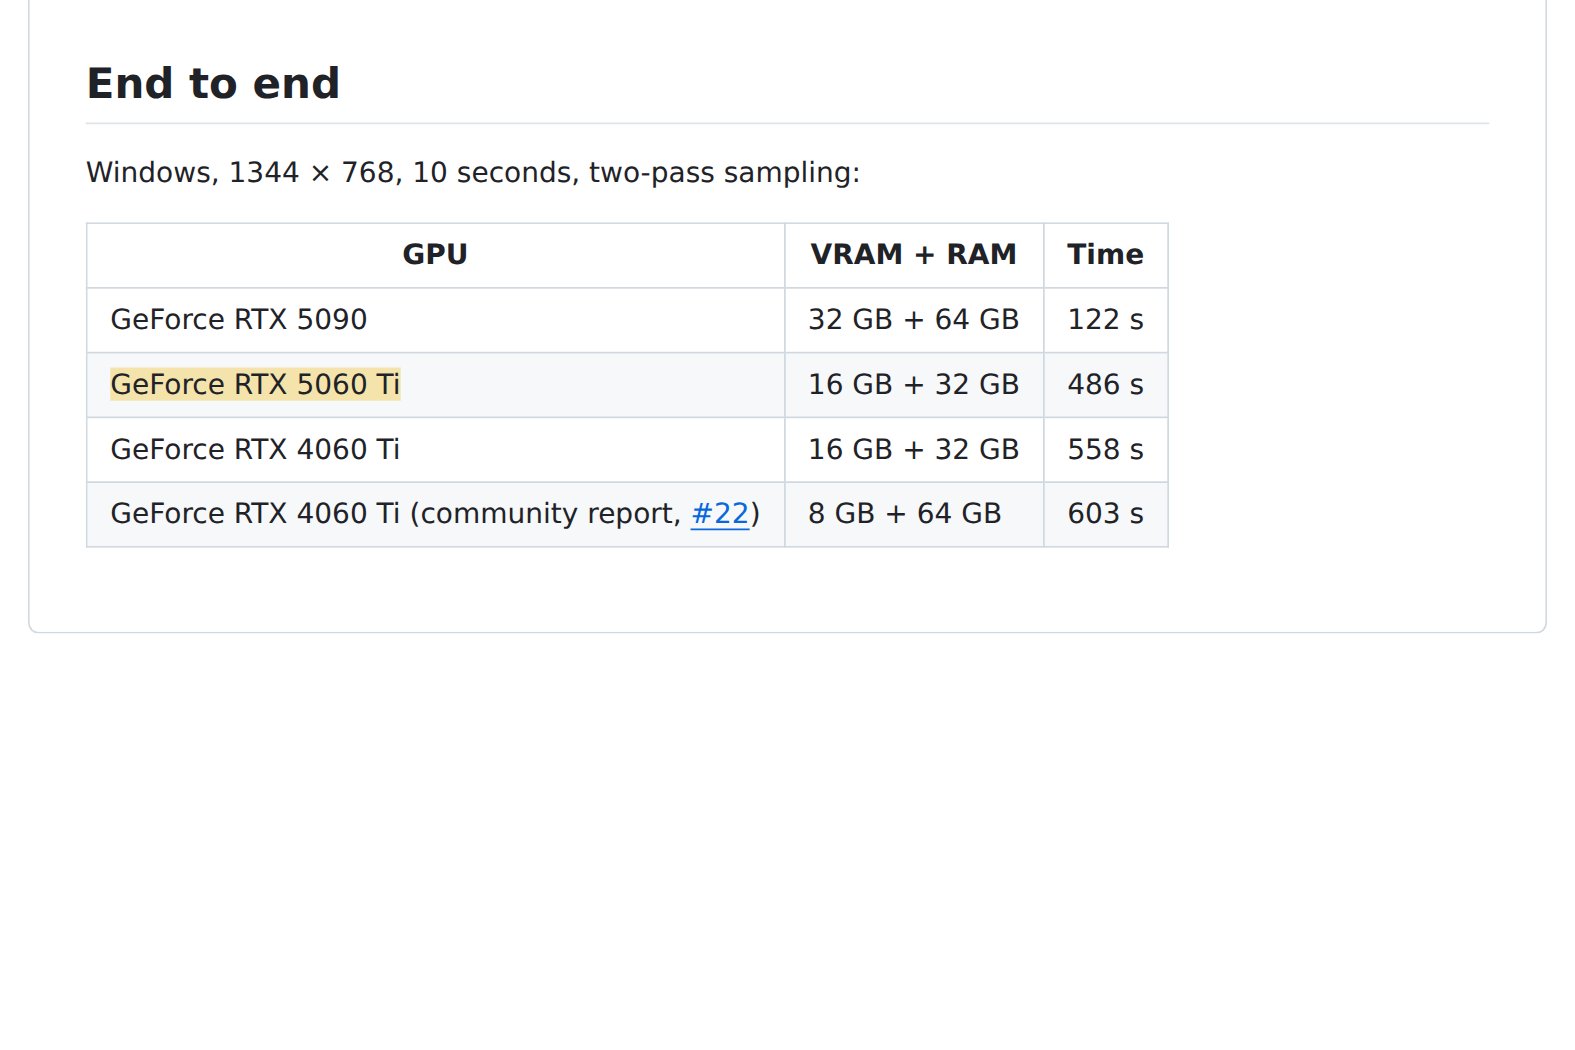 End to end
Windows, 1344 × 768, 10 seconds, two-pass sampling:
GPU VRAM + RAM Time
GeForce RTX 5090 32 GB + 64 GB 122 s
GeForce RTX 5060 Ti 16 GB + 32 GB 486 s
GeForce RTX 4060 Ti 16 GB + 32 GB 558 s
GeForce RTX 4060 Ti (community report, #22) 8 GB + 64 GB 603 s